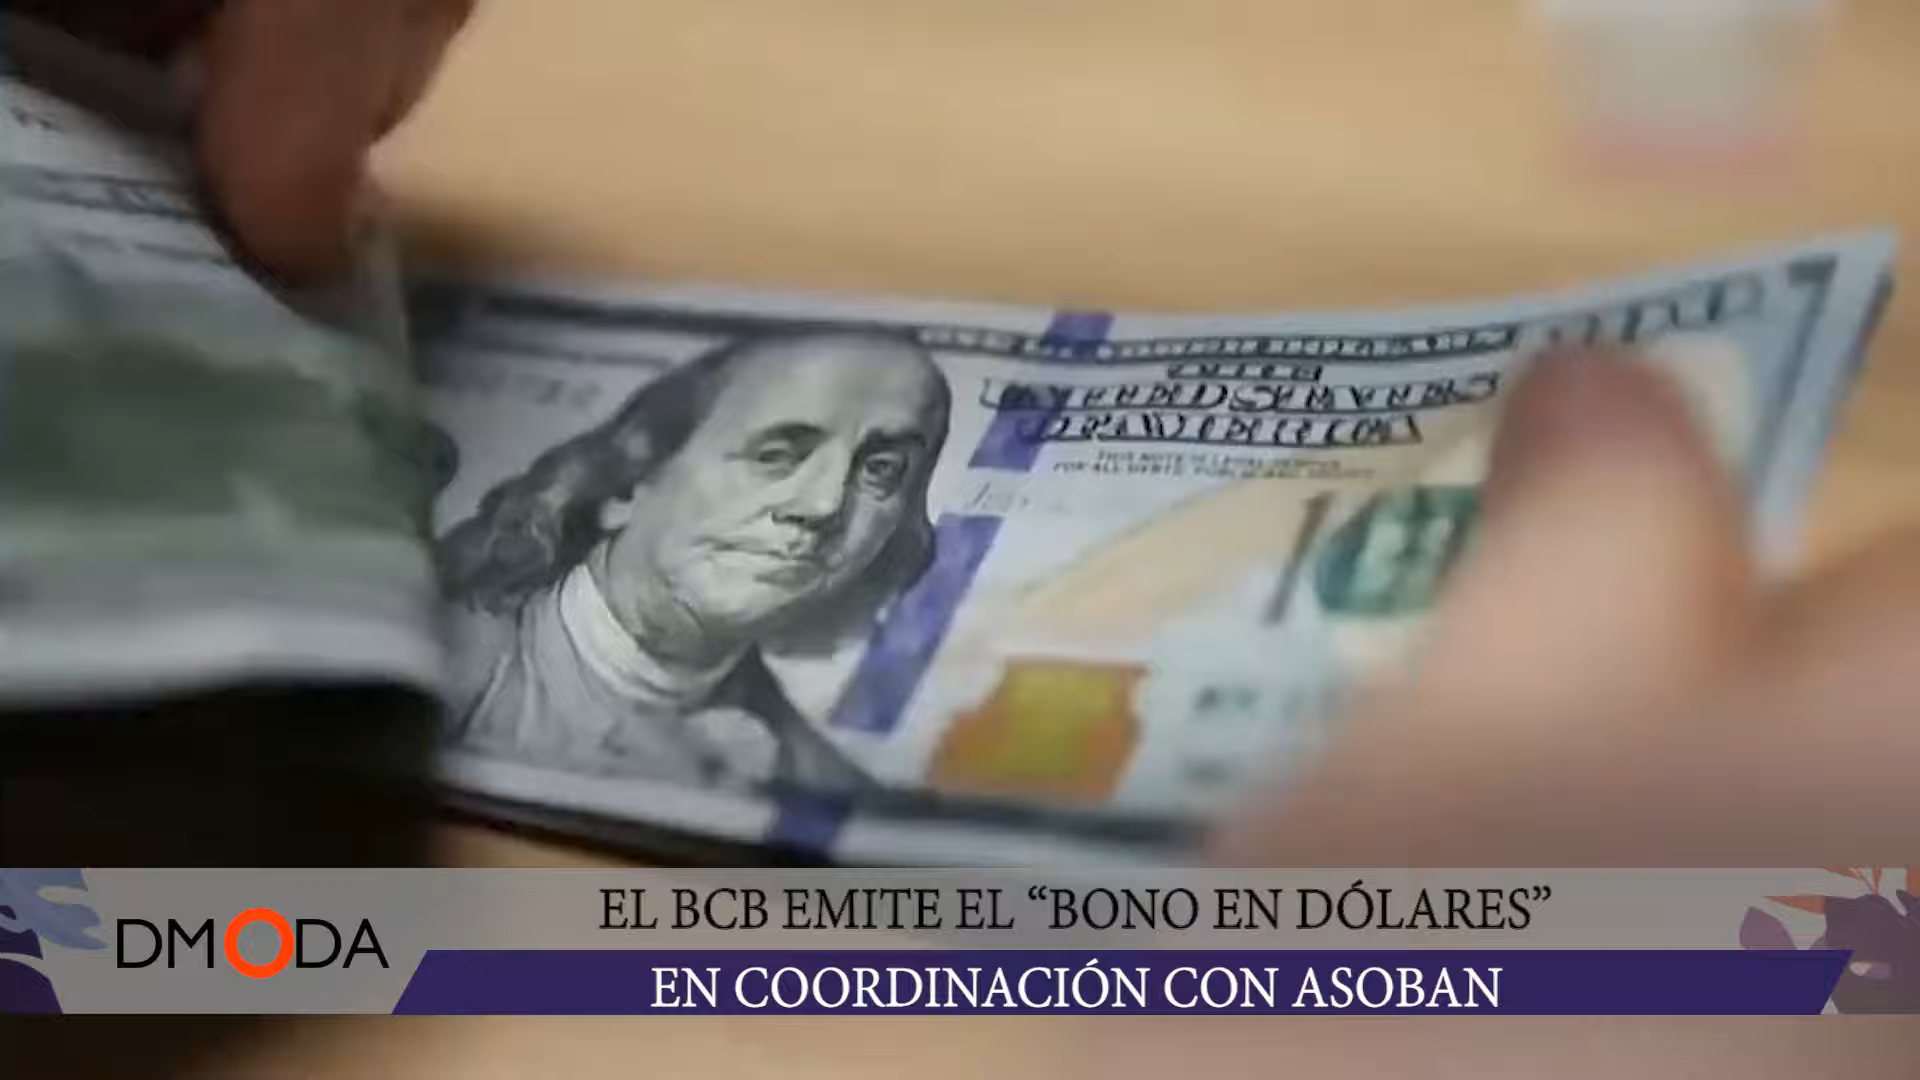 EL BCB EMITE EL “BONO EN DÓLARES”
DMODA
EN COORDINACIÓN CON ASOBAN